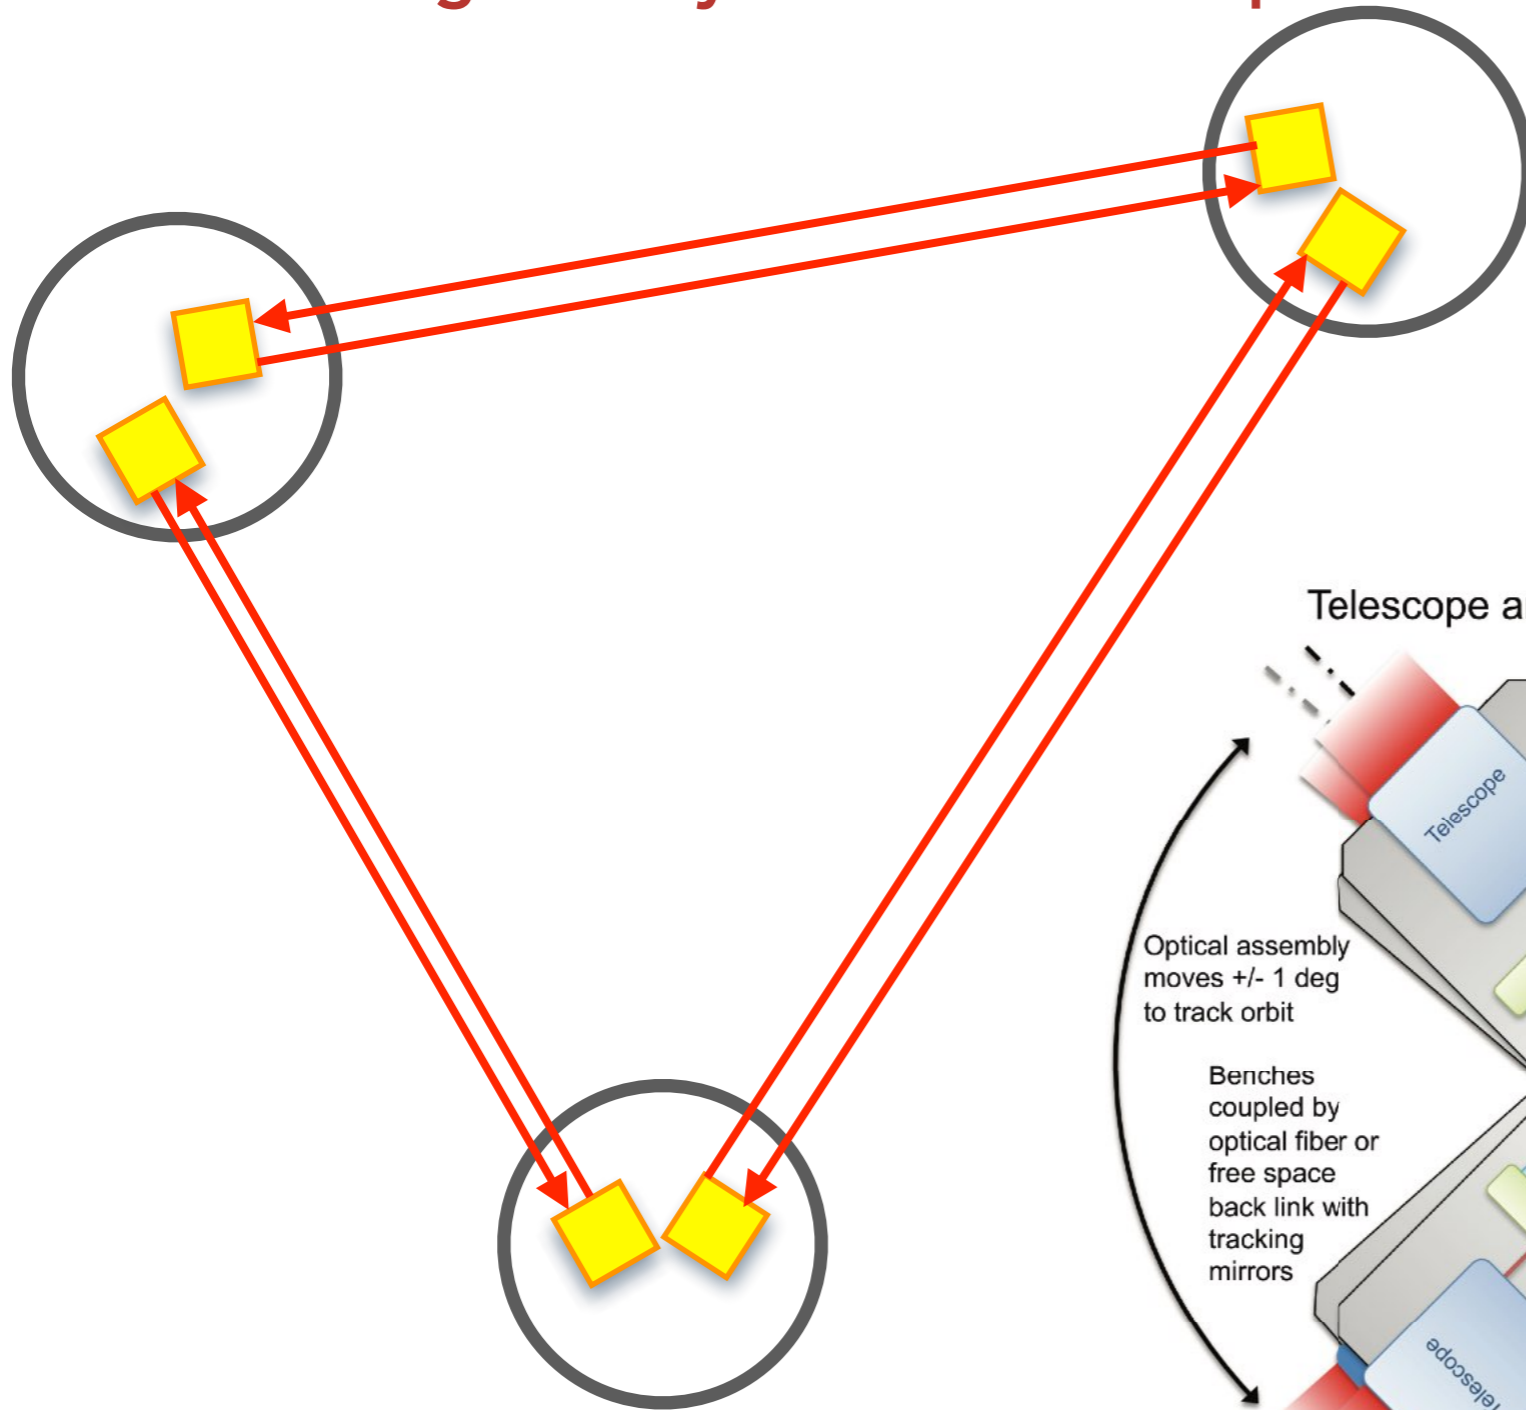 Telescope a
Telescope
Optical assembly
moves +/- 1 deg
to track orbit
Benches
coupled by
optical fiber or
free space
back link with
tracking
mirrors
Telescope